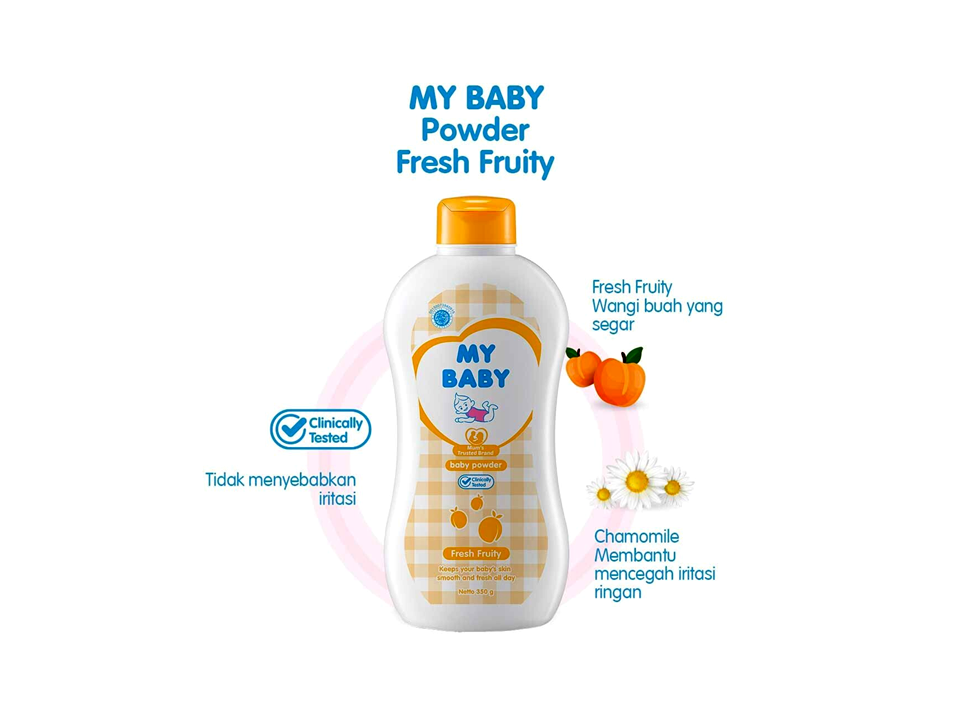 MY BABY
Powder
Fresh Fruity
Fresh Fruity
Wangi buah yang
segar
MY
BABY
Mum's
Trusted Brand
baby powder
Clinically
Tested
Fresh Fruity
Keeps your baby's skin
smooth and fresh all day
Netto 350 g
Clinically
Tested
Tidak menyebabkan
iritasi
Chamomile
Membantu
mencegah iritasi
ringan